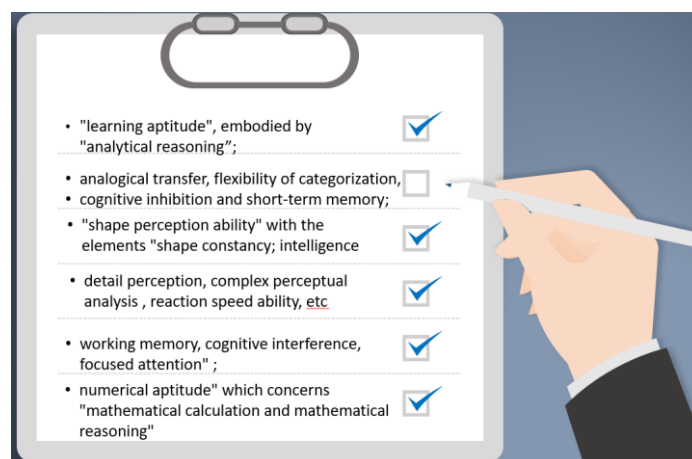 • "learning aptitude", embodied by
"analytical reasoning”;
• analogical transfer, flexibility of categorization,
• cognitive inhibition and short-term memory;
• "shape perception ability" with the
elements "shape constancy; intelligence
• detail perception, complex perceptual
analysis , reaction speed ability, etc
• working memory, cognitive interference,
focused attention" ;
• numerical aptitude" which concerns
"mathematical calculation and mathematical
reasoning"